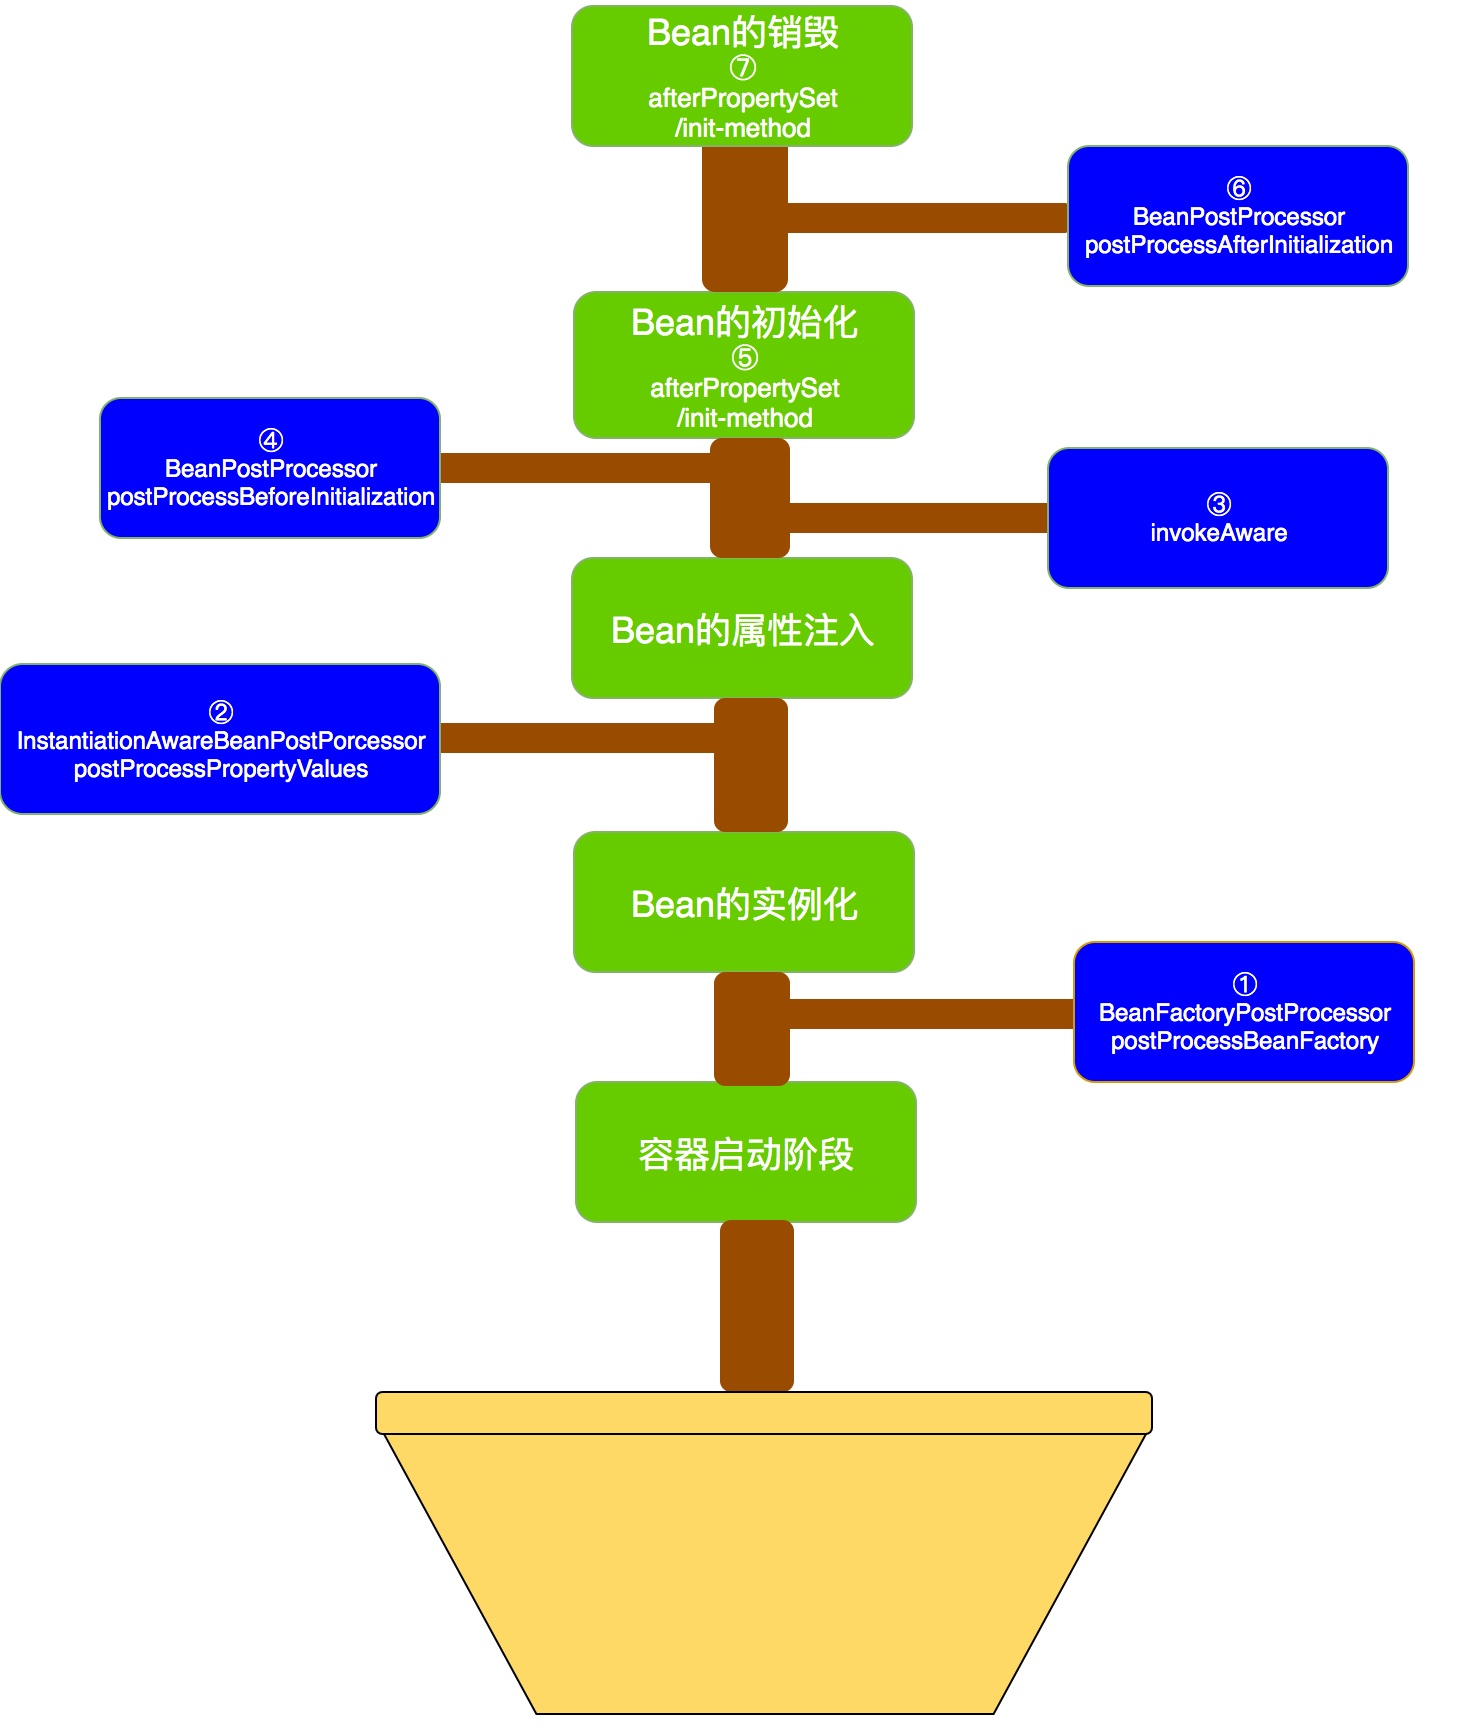 Bean的销毁
⑦
afterPropertySet
/init-method
⑥
BeanPostProcessor
postProcessAfterInitialization
Bean的初始化
⑤
afterPropertySet
/init-method
④
BeanPostProcessor
postProcessBeforeInitialization
③
invokeAware
Bean的属性注入
②
InstantiationAwareBeanPostPorcessor
postProcessPropertyValues
Bean的实例化
①
BeanFactoryPostProcessor
postProcessBeanFactory
容器启动阶段